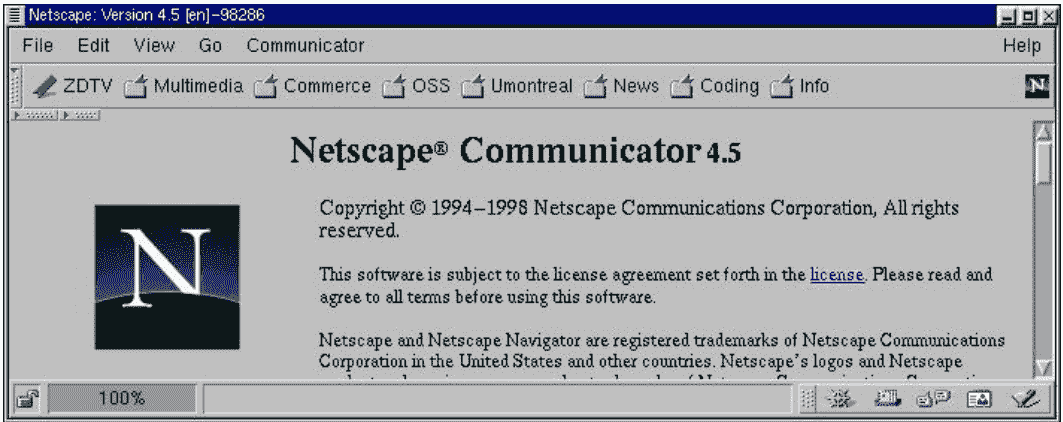 Netscape: Version 4.5 [en]–98286
File Edit View Go Communicator Help
ZDTV Multimedia Commerce OSS Umontreal News Coding Info
N
Netscape® Communicator 4.5
N
Copyright © 1994–1998 Netscape Communications Corporation, All rights
reserved.
This software is subject to the license agreement set forth in the license. Please read and
agree to all terms before using this software.
Netscape and Netscape Navigator are registered trademarks of Netscape Communications
Corporation in the United States and other countries. Netscape's logos and Netscape
100%